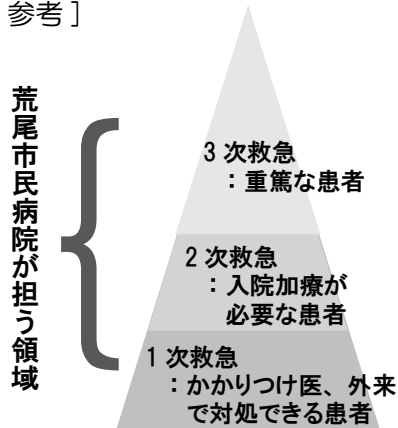 参考］
荒尾市民病院が担う領域
3 次救急
：重篤な患者
2 次救急
：入院加療が
必要な患者
1 次救急
：かかりつけ医、外来
で対処できる患者